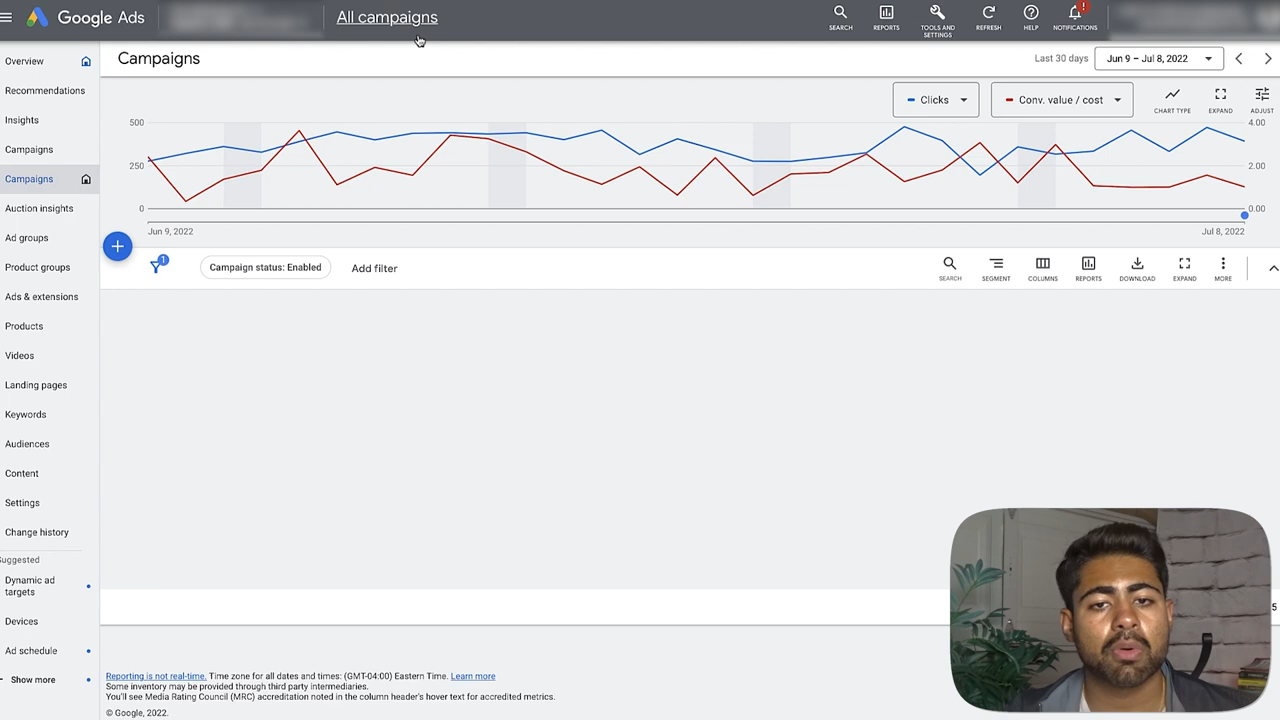 Google Ads
All campaigns
SEARCH
REPORTS
TOOLS AND
SETTINGS
REFRESH
HELP
!
NOTIFICATIONS
Overview
Recommendations
Insights
Campaigns
Campaigns
Auction insights
Ad groups
Product groups
Ads & extensions
Products
Videos
Landing pages
Keywords
Audiences
Content
Settings
Change history
Suggested
Dynamic ad
targets
Devices
Ad schedule
Show more
Campaigns
Last 30 days
Jun 9 – Jul 8, 2022
Clicks
Conv. value / cost
CHART TYPE
EXPAND
ADJUST
500
250
0
4.00
2.00
0.00
Jun 9, 2022
Jul 8, 2022
1
Campaign status: Enabled
Add filter
SEARCH
SEGMENT
COLUMNS
REPORTS
DOWNLOAD
EXPAND
MORE
5
Reporting is not real-time. Time zone for all dates and times: (GMT-04:00) Eastern Time. Learn more
Some inventory may be provided through third party intermediaries.
You'll see Media Rating Council (MRC) accreditation noted in the column header's hover text for accredited metrics.
© Google, 2022.